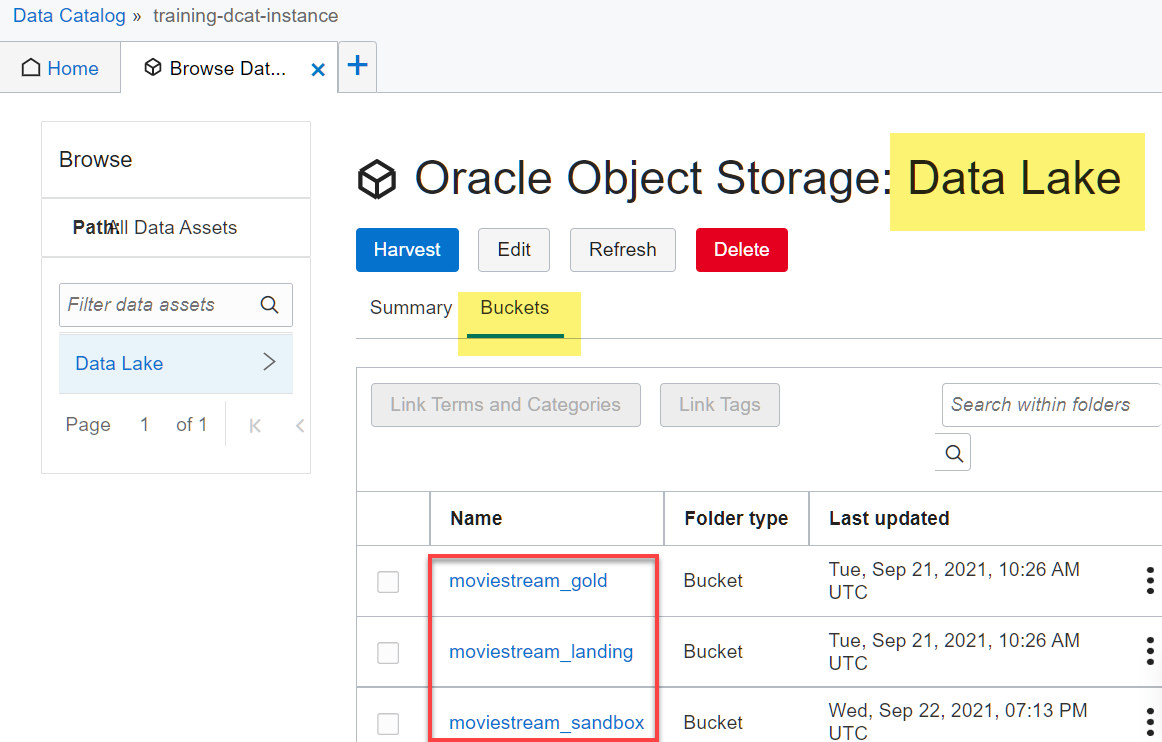 Data Catalog » training-dcat-instance
Home
Browse Dat...
Browse
Path: All Data Assets
Filter data assets
Data Lake
Page 1 of 1
Oracle Object Storage: Data Lake
Harvest Edit Refresh Delete
Summary Buckets
Link Terms and Categories Link Tags Search within folders
Name Folder type Last updated
moviestream_gold Bucket Tue, Sep 21, 2021, 10:26 AM
UTC
moviestream_landing Bucket Tue, Sep 21, 2021, 10:26 AM
UTC
moviestream_sandbox Bucket Wed, Sep 22, 2021, 07:13 PM
UTC